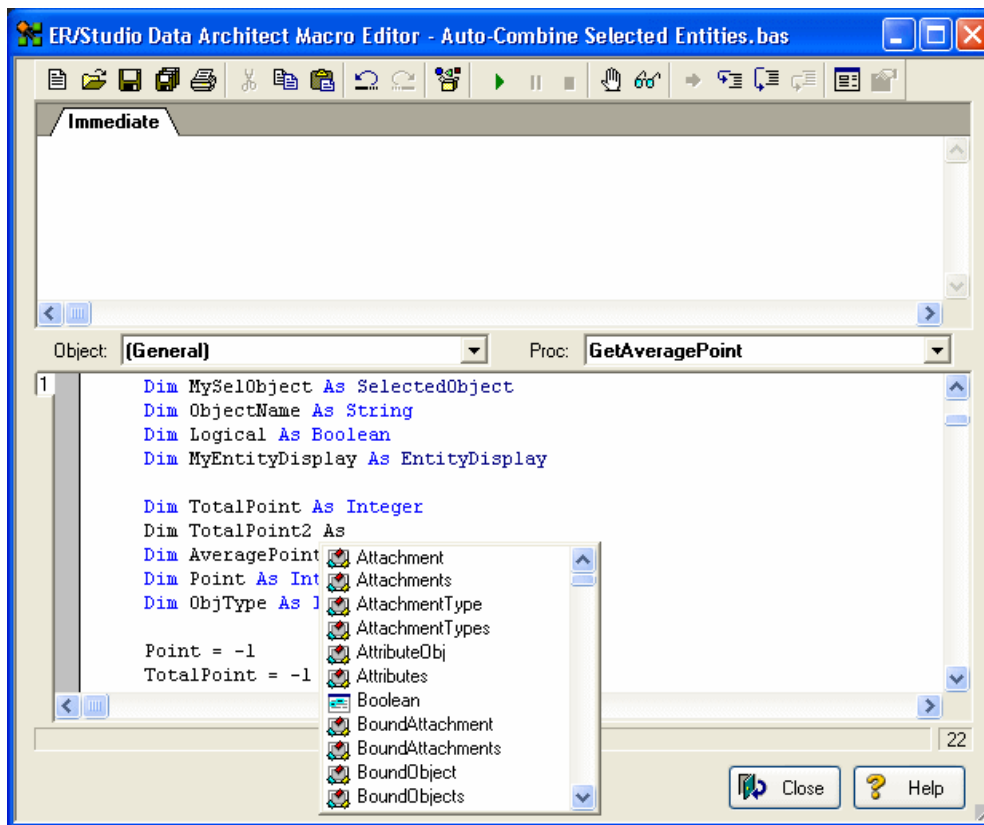 ER/Studio Data Architect Macro Editor - Auto-Combine Selected Entities.bas
Immediate
Object: (General) Proc: GetAveragePoint
1
Dim MySelObject As SelectedObject
Dim ObjectName As String
Dim Logical As Boolean
Dim MyEntityDisplay As EntityDisplay
Dim TotalPoint As Integer
Dim TotalPoint2 As
Dim AveragePoint
Dim Point As Int
Dim ObjType As I
Point = -1
TotalPoint = -1
Attachment
Attachments
AttachmentType
AttachmentTypes
AttributeObj
Attributes
Boolean
BoundAttachment
BoundAttachments
BoundObject
BoundObjects
22
Close Help